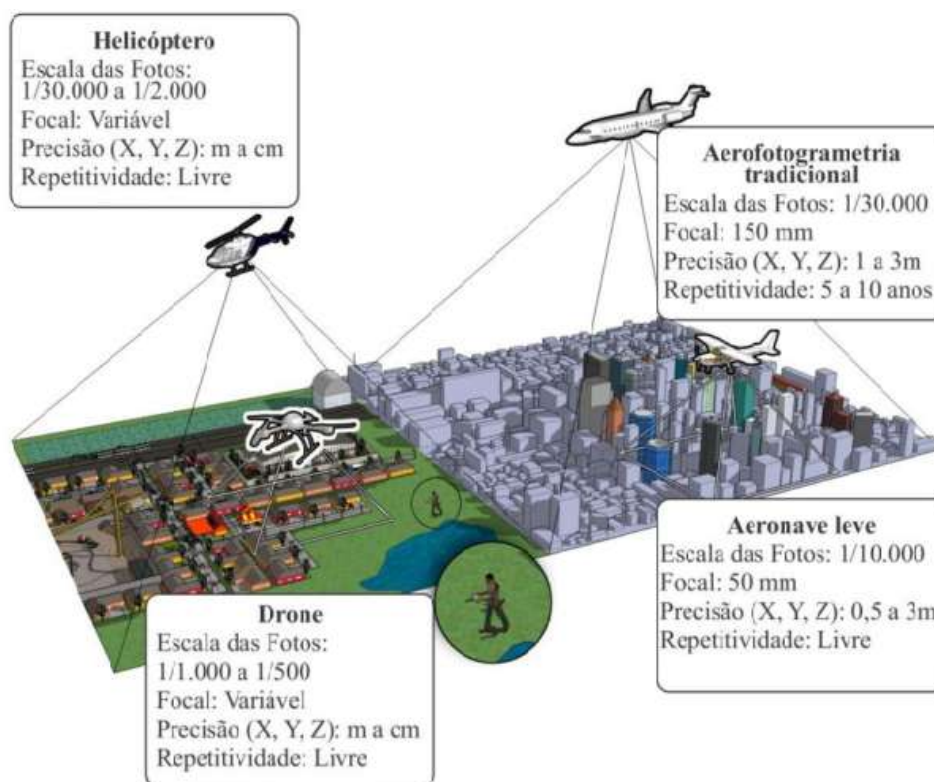 Helicóptero
Escala das Fotos:
1/30.000 a 1/2.000
Focal: Variável
Precisão (X, Y, Z): m a cm
Repetitividade: Livre
Aerofotogrametria
tradicional
Escala das Fotos: 1/30.000
Focal: 150 mm
Precisão (X, Y, Z): 1 a 3m
Repetitividade: 5 a 10 anos
Drone
Escala das Fotos:
1/1.000 a 1/500
Focal: Variável
Precisão (X, Y, Z): m a cm
Repetitividade: Livre
Aeronave leve
Escala das Fotos: 1/10.000
Focal: 50 mm
Precisão (X, Y, Z): 0,5 a 3m
Repetitividade: Livre